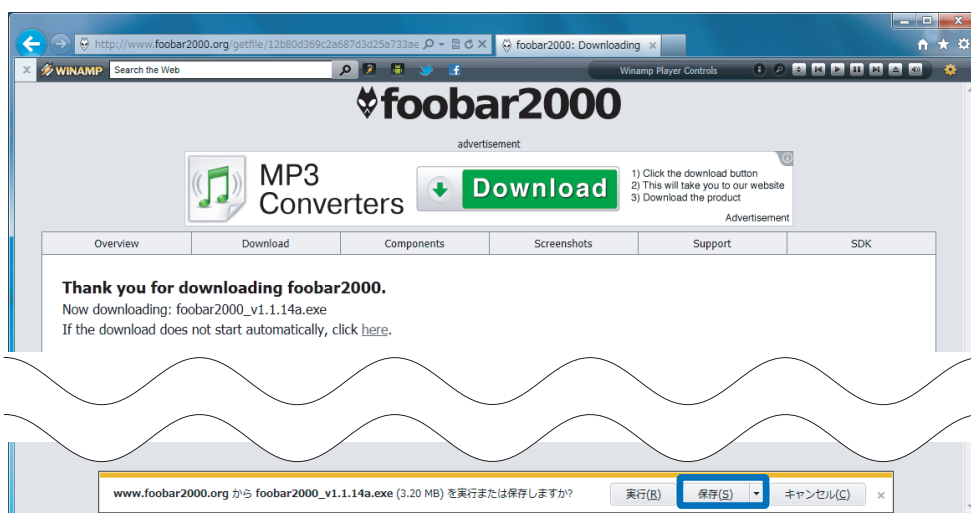 http://www.foobar2000.org/getfile/12b80d369c2a687d3d25a733ae
foobar2000: Downloading
WINAMP
Search the Web
Winamp Player Controls
foobar2000
advertisement
MP3
Converters
Download
1) Click the download button
2) This will take you to our website
3) Download the product
Advertisement
Overview
Download
Components
Screenshots
Support
SDK
Thank you for downloading foobar2000.
Now downloading: foobar2000_v1.1.14a.exe
If the download does not start automatically, click here.
www.foobar2000.org から foobar2000_v1.1.14a.exe (3.20 MB) を実行または保存しますか?
実行(R)
保存(S)
キャンセル(C)